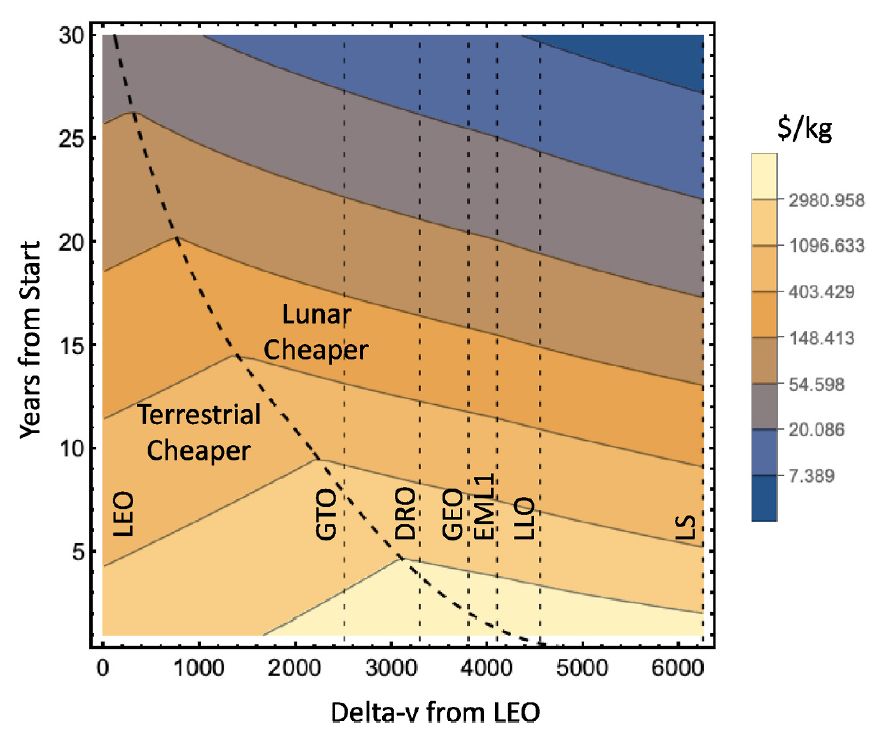 $/kg
30
25
20
15
10
5
Years from Start
Lunar
Cheaper
Terrestrial
Cheaper
LEO
GTO
DRO
GEO
EML1
LLO
LS
2980.958
1096.633
403.429
148.413
54.598
20.086
7.389
0
1000
2000
3000
4000
5000
6000
Delta-v from LEO